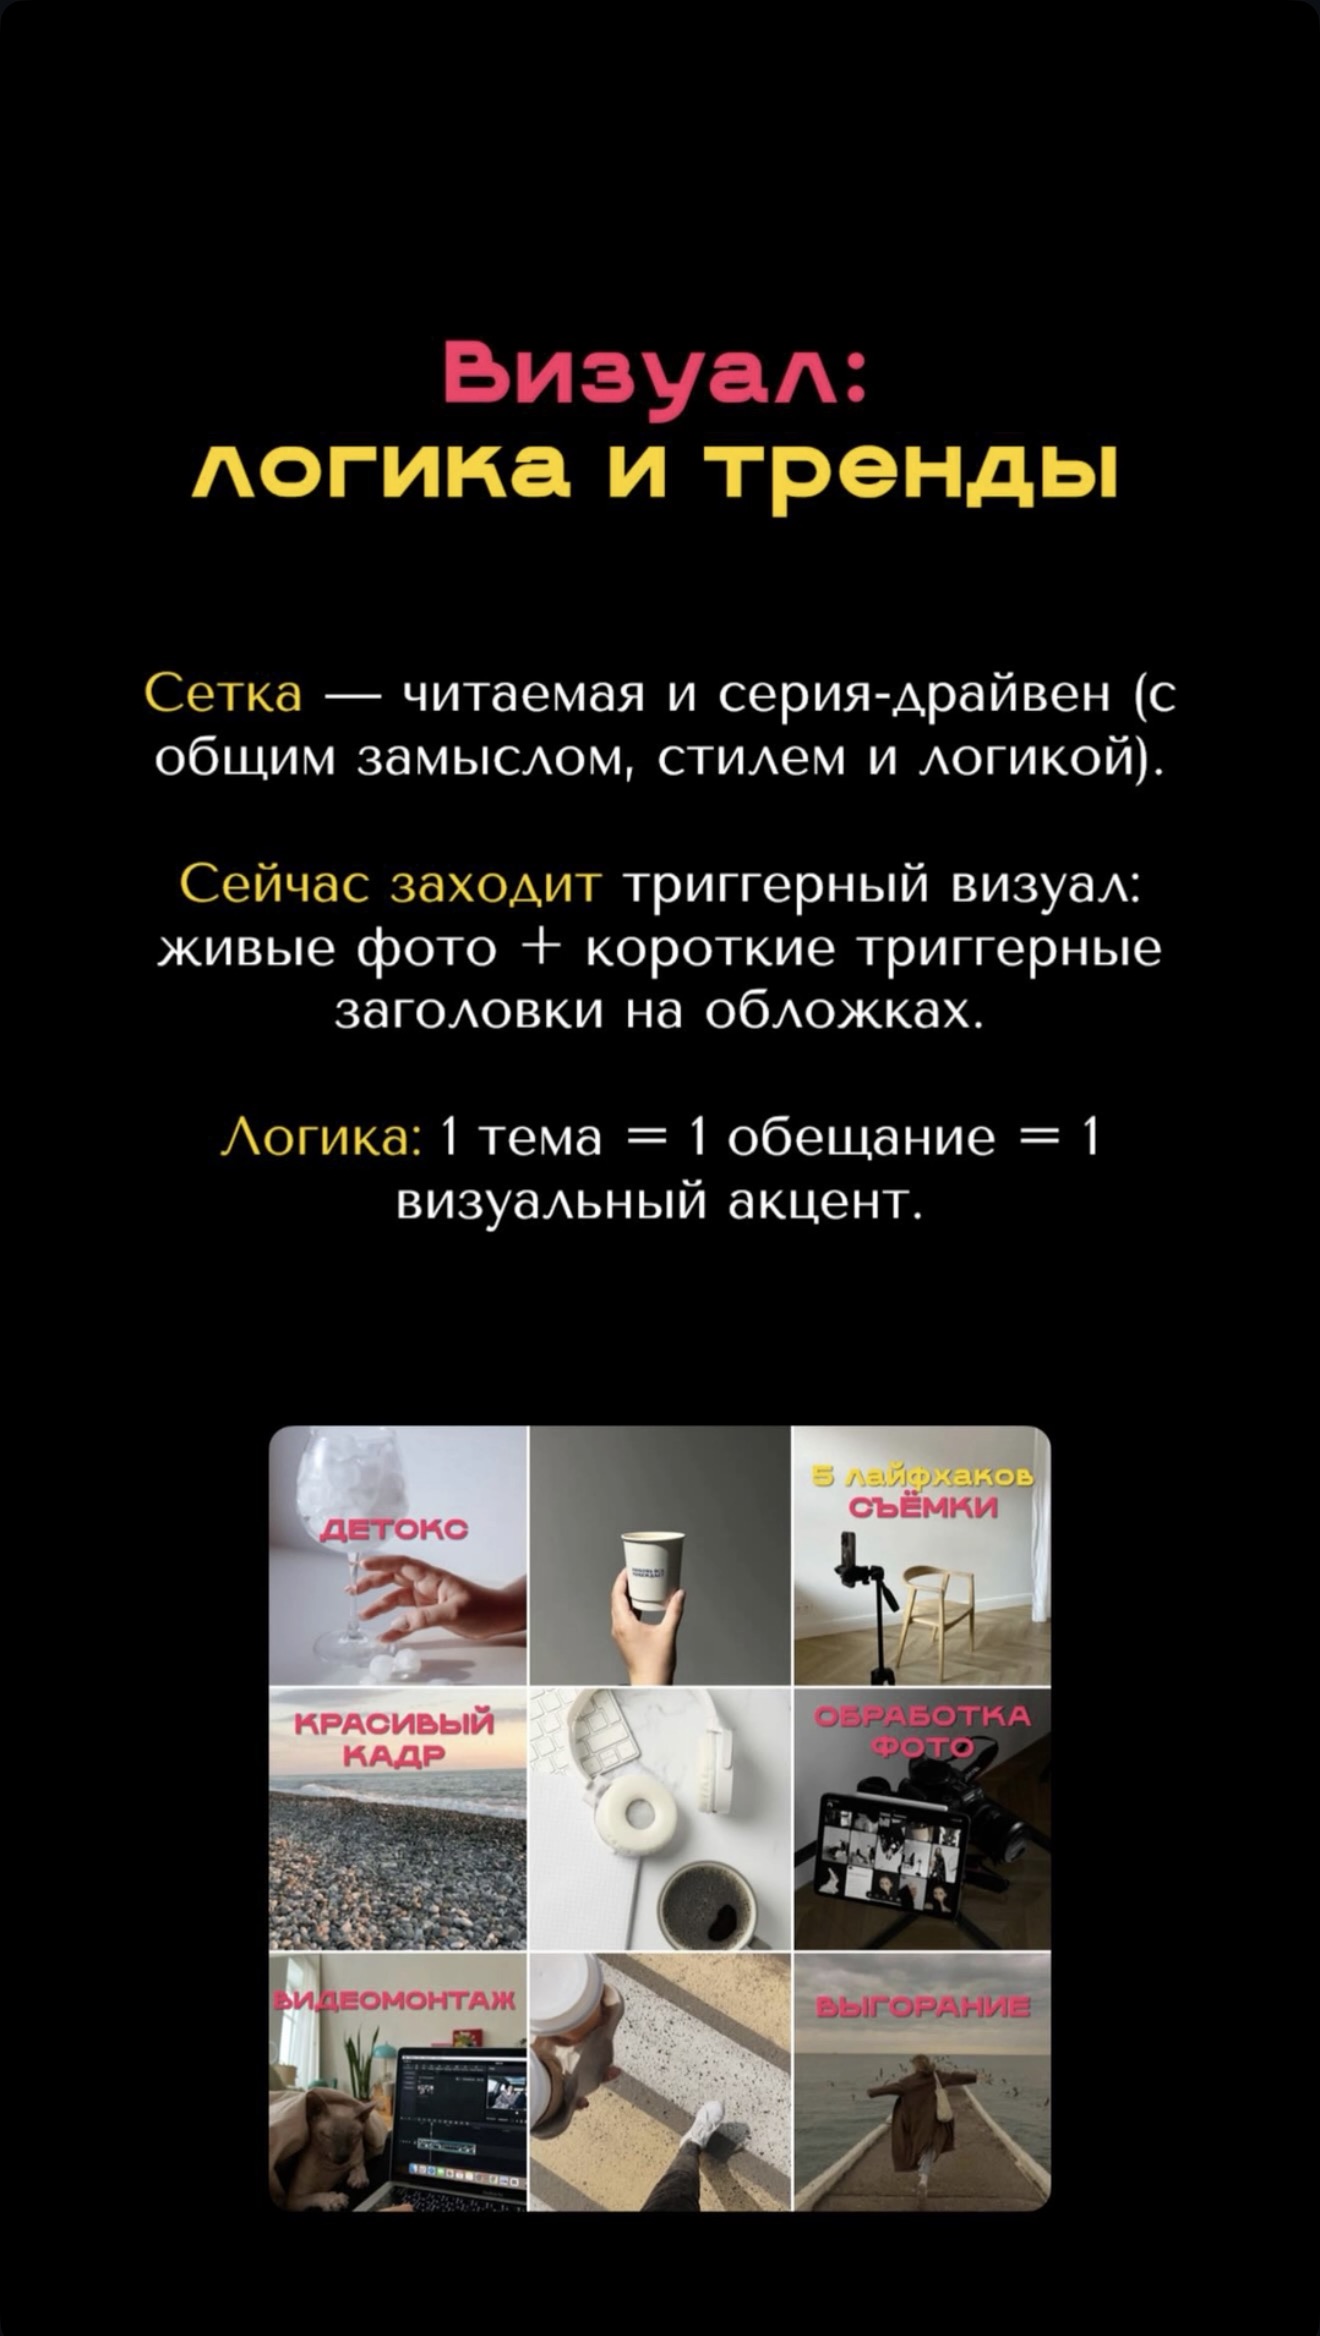 Визуал:
логика и тренды
Сетка — читаемая и серия-драйвен (с
общим замыслом, стилем и логикой).
Сейчас заходит триггерный визуал:
живые фото + короткие триггерные
заголовки на обложках.
Логика: 1 тема = 1 обещание = 1
визуальный акцент.
ДЕТОКС
5 лайфхаков
СЪЁМКИ
КРАСИВЫЙ
КАДР
ОБРАБОТКА
ФОТО
ВИДЕОМОНТАЖ
ВЫГОРАНИЕ